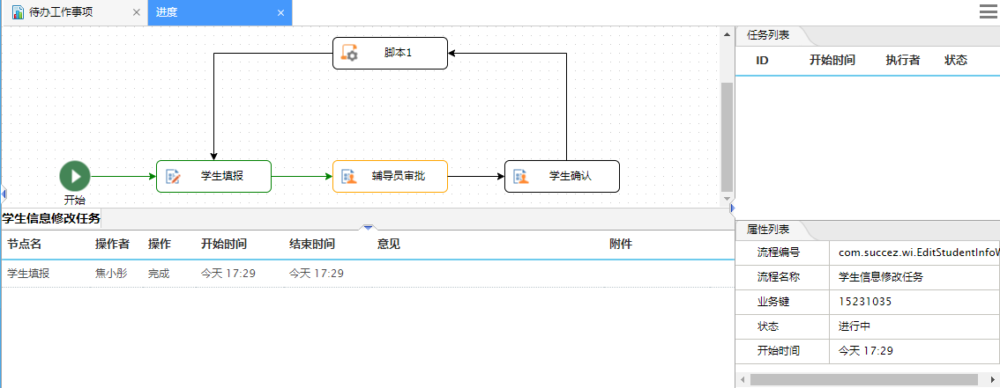 待办工作事项
进度
脚本1
学生填报
辅导员审批
学生确认
开始
学生信息修改任务
节点名 操作者 操作 开始时间 结束时间 意见 附件
学生填报 焦小彤 完成 今天 17:29 今天 17:29
任务列表
ID 开始时间 执行者 状态
属性列表
流程编号 com.succez.wi.EditStudentInfoW
流程名称 学生信息修改任务
业务键 15231035
状态 进行中
开始时间 今天 17:29